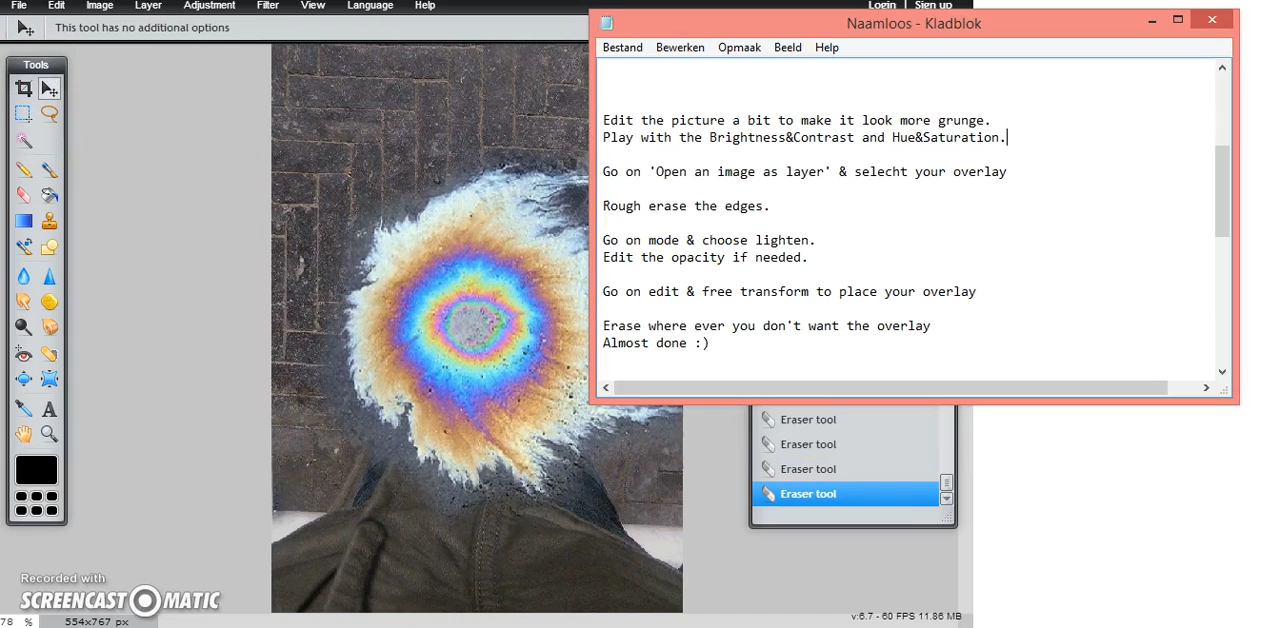 File Edit Image Layer Adjustment Filter View Language Help Login Sign up
This tool has no additional options
Tools
Naamloos - Kladblok
Bestand Bewerken Opmaak Beeld Help
Edit the picture a bit to make it look more grunge.
Play with the Brightness&Contrast and Hue&Saturation.
Go on 'Open an image as layer' & selecht your overlay
Rough erase the edges.
Go on mode & choose lighten.
Edit the opacity if needed.
Go on edit & free transform to place your overlay
Erase where ever you don't want the overlay
Almost done :)
Eraser tool
Eraser tool
Eraser tool
Eraser tool
Recorded with
SCREENCAST O MATIC
78 % 554x767 px
v:6.7 - 60 FPS 11.86 MB